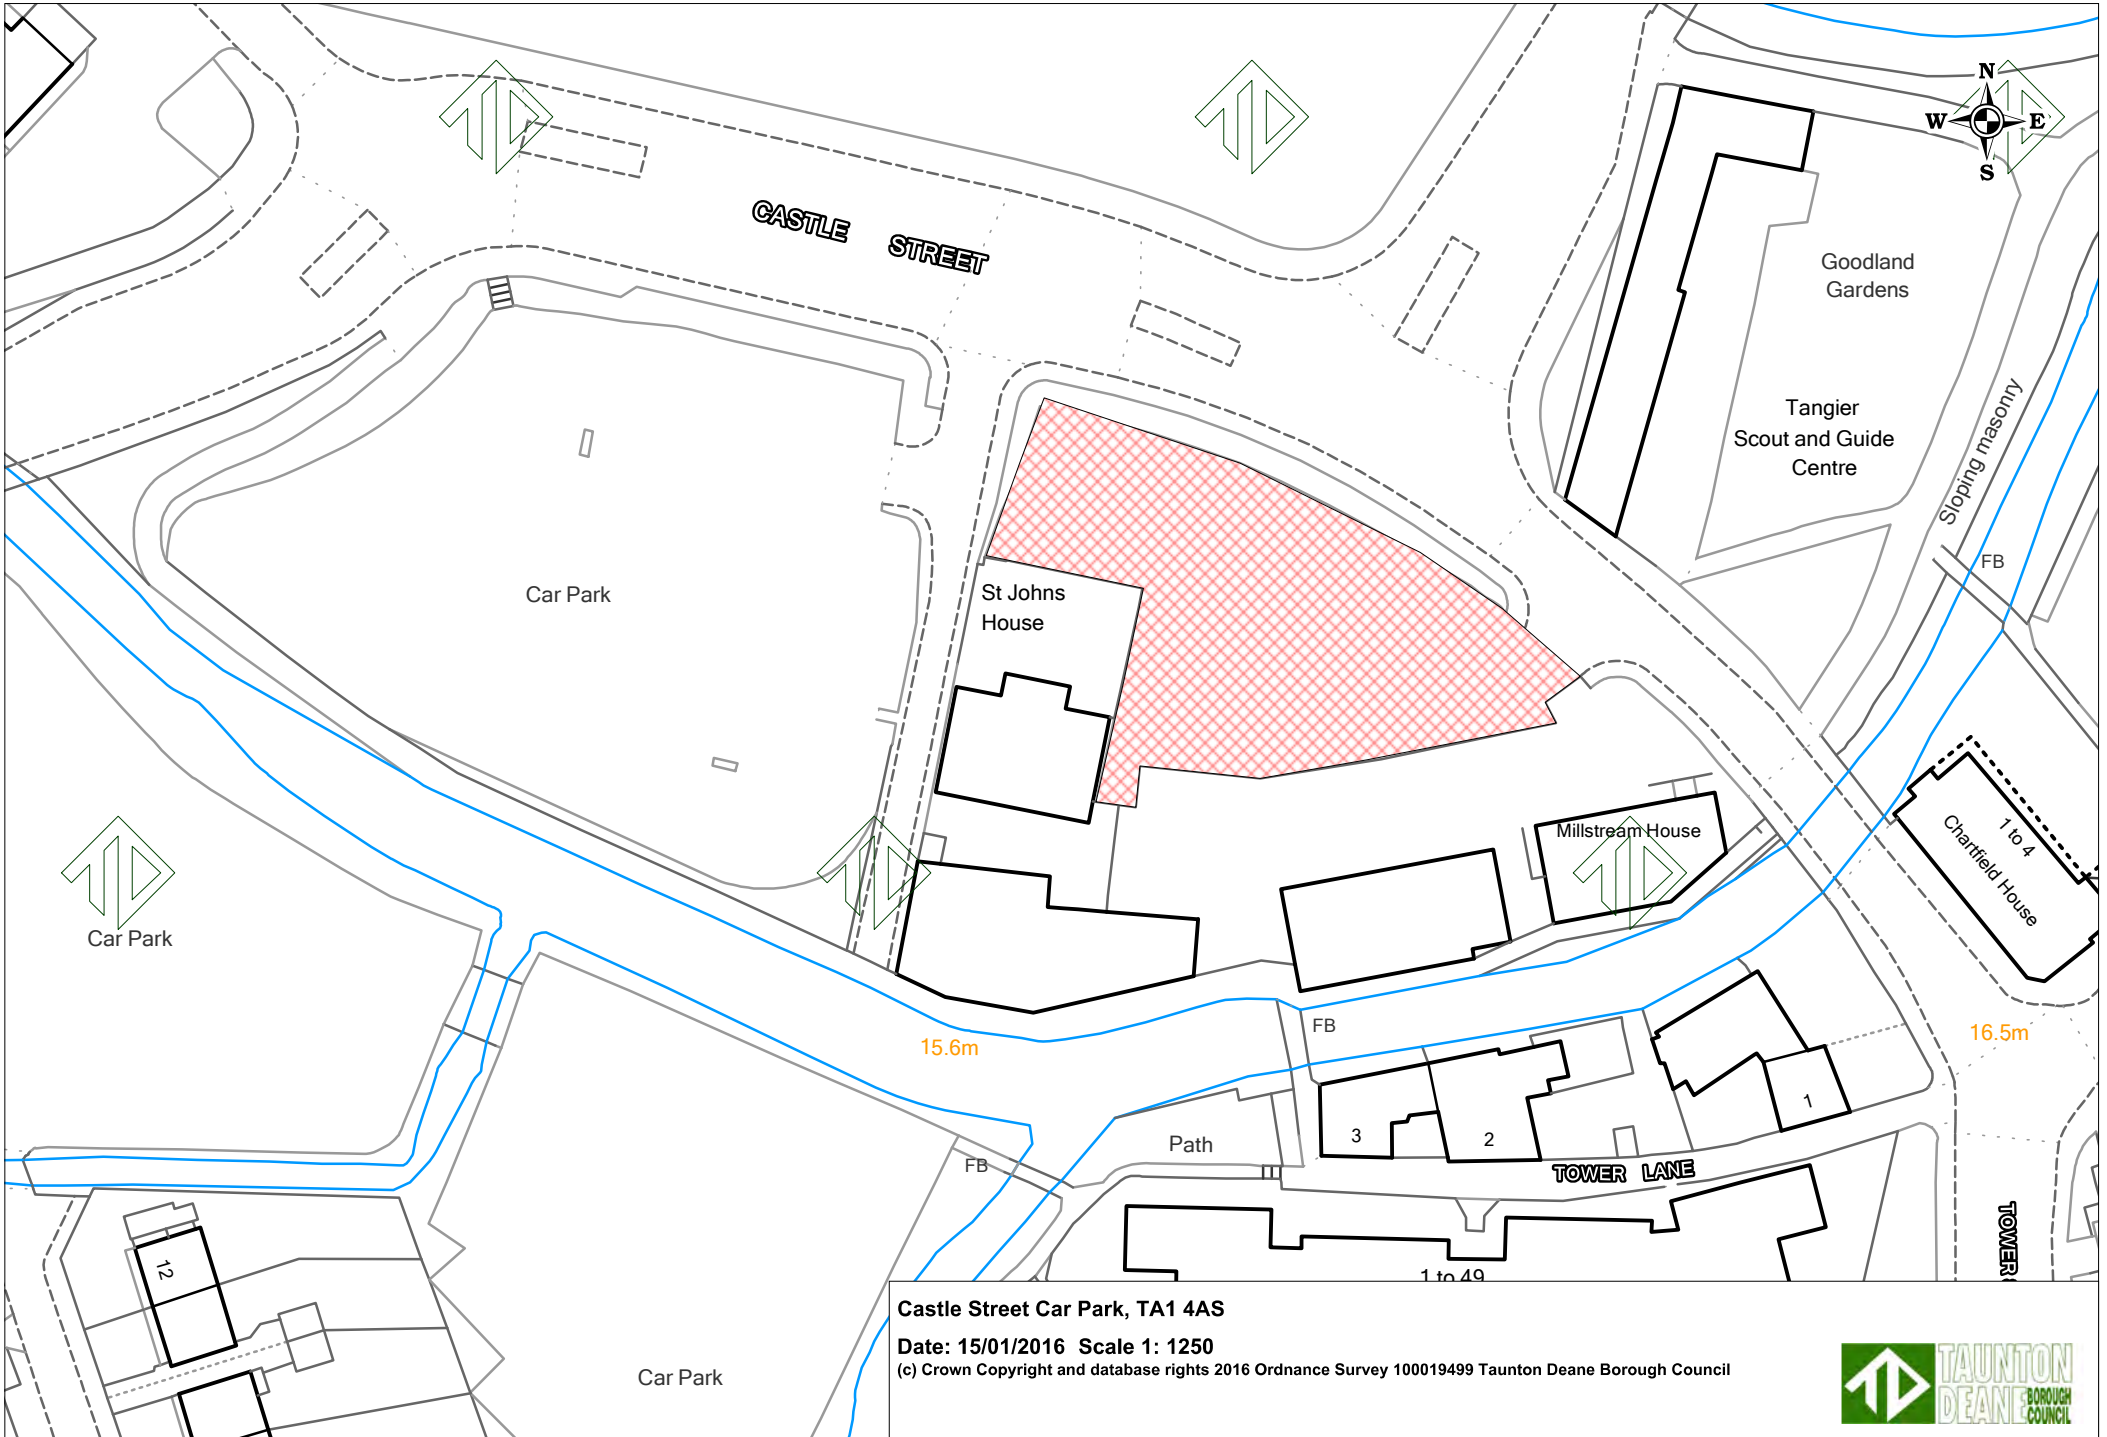 N
W E
S
CASTLE STREET
Goodland
Gardens
Tangier
Scout and Guide
Centre
Sloping masonry
FB
Car Park
St Johns
House
Millstream House
1 to 4
Chartfield House
Car Park
15.6m
FB
16.5m
3
2
1
Path
FB
TOWER LANE
TOWER
12
1 to 49
Car Park
Castle Street Car Park, TA1 4AS
Date: 15/01/2016 Scale 1: 1250
(c) Crown Copyright and database rights 2016 Ordnance Survey 100019499 Taunton Deane Borough Council
TAUNTON
DEANE BOROUGH
COUNCIL